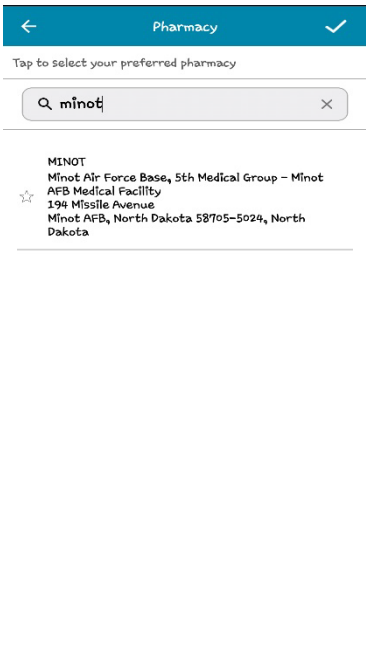 Pharmacy
Tap to select your preferred pharmacy
minot
MINOT
Minot Air Force Base, 5th Medical Group - Minot
AFB Medical Facility
194 Missile Avenue
Minot AFB, North Dakota 58705-5024, North
Dakota